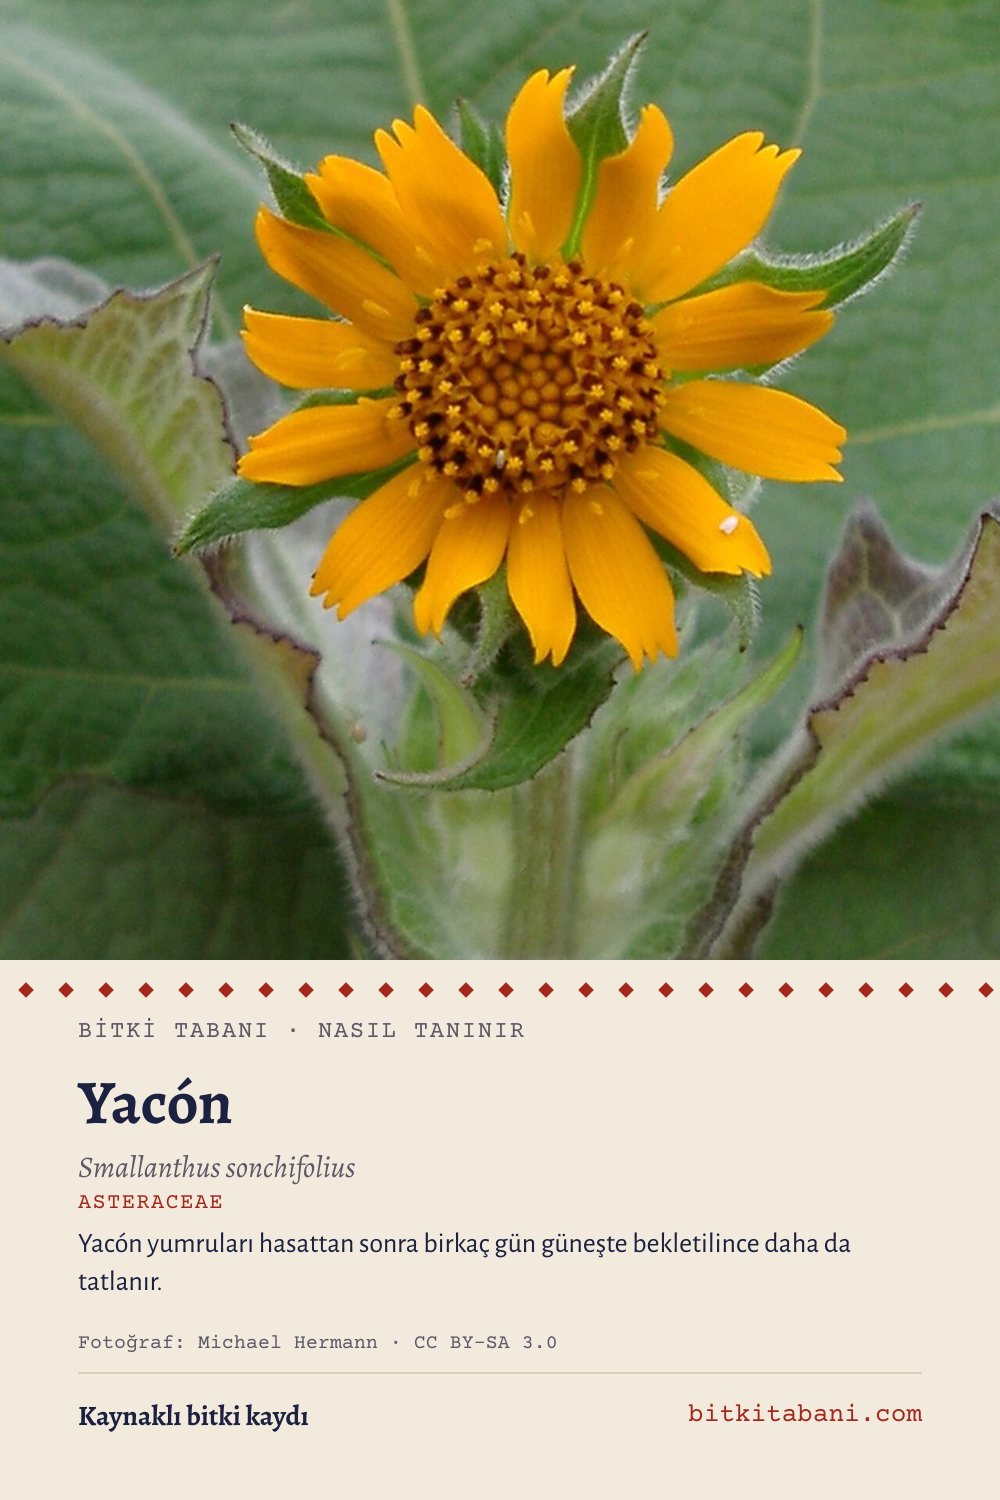 BİTKİ TABANI · NASIL TANINIR
Yacón
Smallanthus sonchifolius
ASTERACEAE
Yacón yumruları hasattan sonra birkaç gün güneşte bekletilince daha da
tatlanır.
Fotoğraf: Michael Hermann · CC BY-SA 3.0
Kaynaklı bitki kaydı
bitkitabani.com